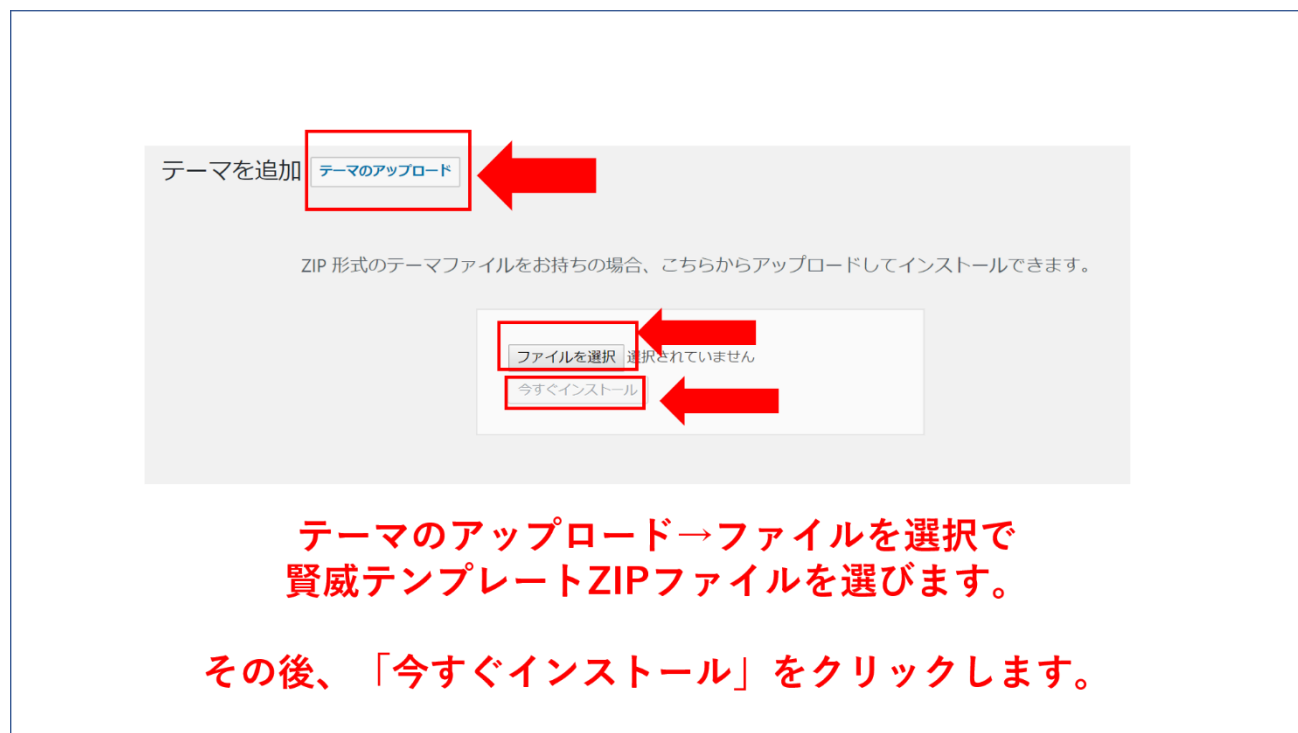 テーマを追加 テーマのアップロード
ZIP 形式のテーマファイルをお持ちの場合、こちらからアップロードしてインストールできます。
ファイルを選択 選択されていません
今すぐインストール
テーマのアップロード→ファイルを選択で
賢威テンプレートZIPファイルを選びます。
その後、「今すぐインストール」をクリックします。